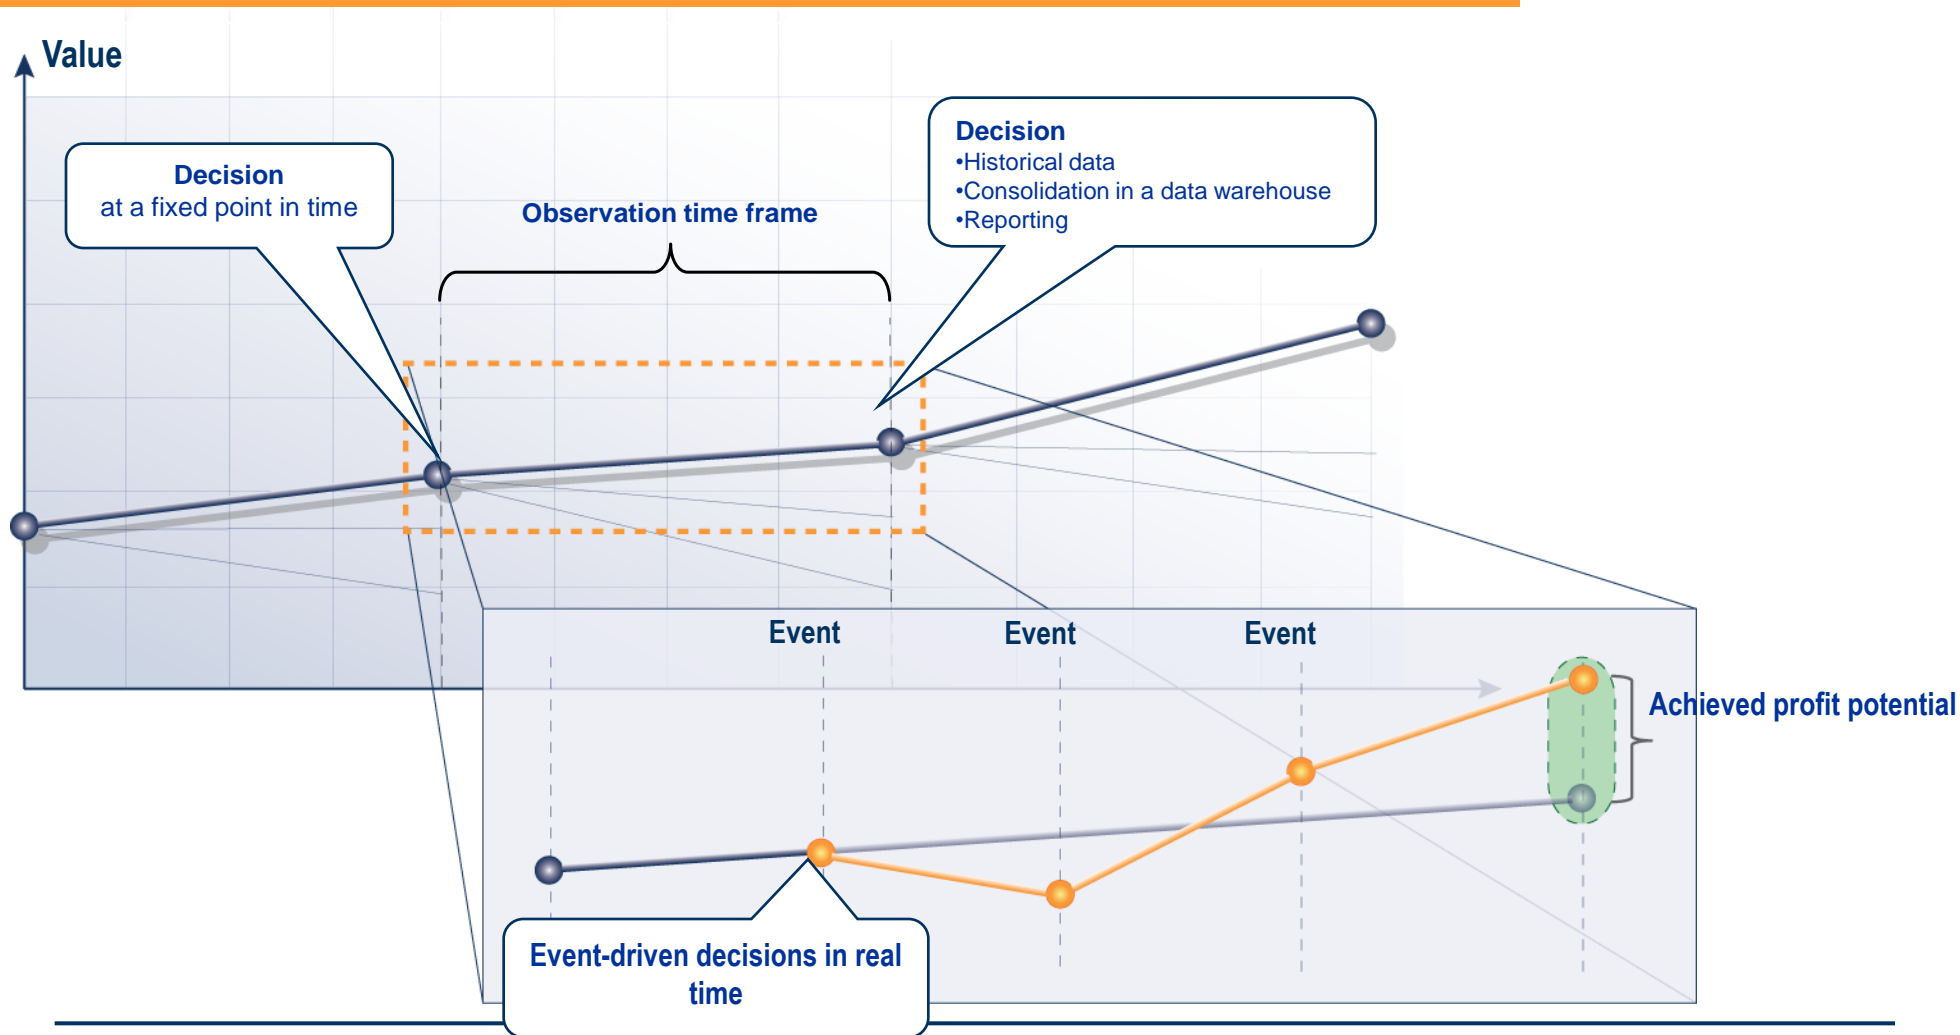 Value
Decision
at a fixed point in time
Observation time frame
Decision
•Historical data
•Consolidation in a data warehouse
•Reporting
Event
Event
Event
Achieved profit potential
Event-driven decisions in real
time